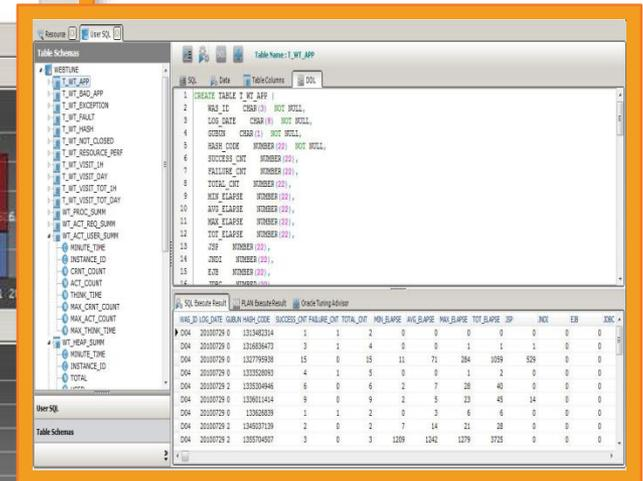 Resource
User SQL
Table Schemas
WEBTUNE
T_WT_APP
T_WT_BAD_APP
T_WT_EXCEPTION
T_WT_FAULT
T_WT_HASH
T_WT_NOT_CLOSED
T_WT_RESOURCE_PERF
T_WT_VISIT_1H
T_WT_VISIT_DAY
T_WT_VISIT_TOT_1H
T_WT_VISIT_TOT_DAY
WT_PROC_SUMM
WT_ACT_REQ_SUMM
WT_ACT_USER_SUMM
MINUTE_TIME
INSTANCE_ID
CRNT_COUNT
ACT_COUNT
THINK_TIME
MAX_CRNT_COUNT
MAX_ACT_COUNT
MAX_THINK_TIME
WT_HEAP_SUMM
MINUTE_TIME
INSTANCE_ID
TOTAL
User SQL
Table Schemas
Table Name : T_WT_APP
SQL Data Table Columns DDL
1 CREATE TABLE T_WT_APP (
2 WAS_ID CHAR(3) NOT NULL,
3 LOG_DATE CHAR(8) NOT NULL,
4 GUBUN CHAR(1) NOT NULL,
5 HASH_CODE NUMBER(22) NOT NULL,
6 SUCCESS_CNT NUMBER(22),
7 FAILURE_CNT NUMBER(22),
8 TOTAL_CNT NUMBER(22),
9 MIN_ELAPSE NUMBER(22),
10 AVG_ELAPSE NUMBER(22),
11 MAX_ELAPSE NUMBER(22),
12 TOT_ELAPSE NUMBER(22),
13 JSP NUMBER(22),
14 JNDI NUMBER(22),
15 EJB NUMBER(22),
16 JDBC NUMBER(22),
SQL Execute Result PLAN Execute Result Oracle Tuning Advisor
WAS_ID LOG_DATE GUBUN HASH_CODE SUCCESS_CNT FAILURE_CNT TOTAL_CNT MIN_ELAPSE AVG_ELAPSE MAX_ELAPSE TOT_ELAPSE JSP JNDI EJB JDBC
D04 20100729 0 1313482314 1 1 2 0 0 0 0 0 0 0
D04 20100729 0 1316836473 3 1 4 0 0 1 1 1 0 0
D04 20100729 0 1327795938 15 0 15 11 71 284 1059 529 0 0
D04 20100729 0 1333528093 4 1 5 0 0 1 2 0 0 0
D04 20100729 2 1335304946 6 0 6 2 7 28 40 0 0 0
D04 20100729 0 1336011414 9 0 9 2 5 23 45 14 0 0
D04 20100729 0 133626839 1 1 2 0 3 6 6 0 0 0
D04 20100729 2 1345037139 2 0 2 7 14 21 28 0 0 0
D04 20100729 2 1355704507 3 0 3 1209 1242 1279 3725 0 0 0